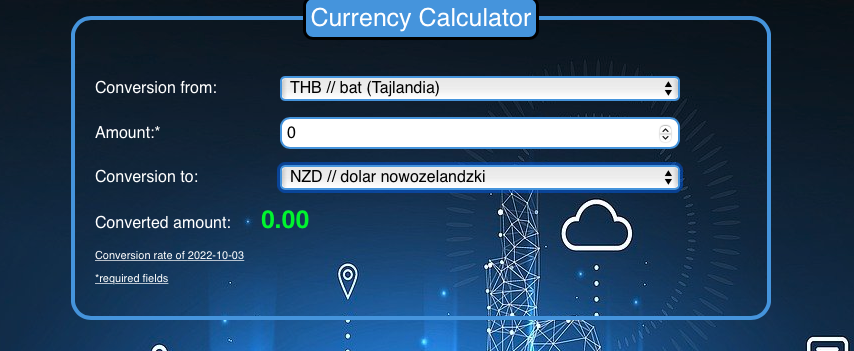 Currency Calculator
Conversion from: THB // bat (Tajlandia)
Amount:* 0
Conversion to: NZD // dolar nowozelandzki
Converted amount: 0.00
Conversion rate of 2022-10-03
*required fields